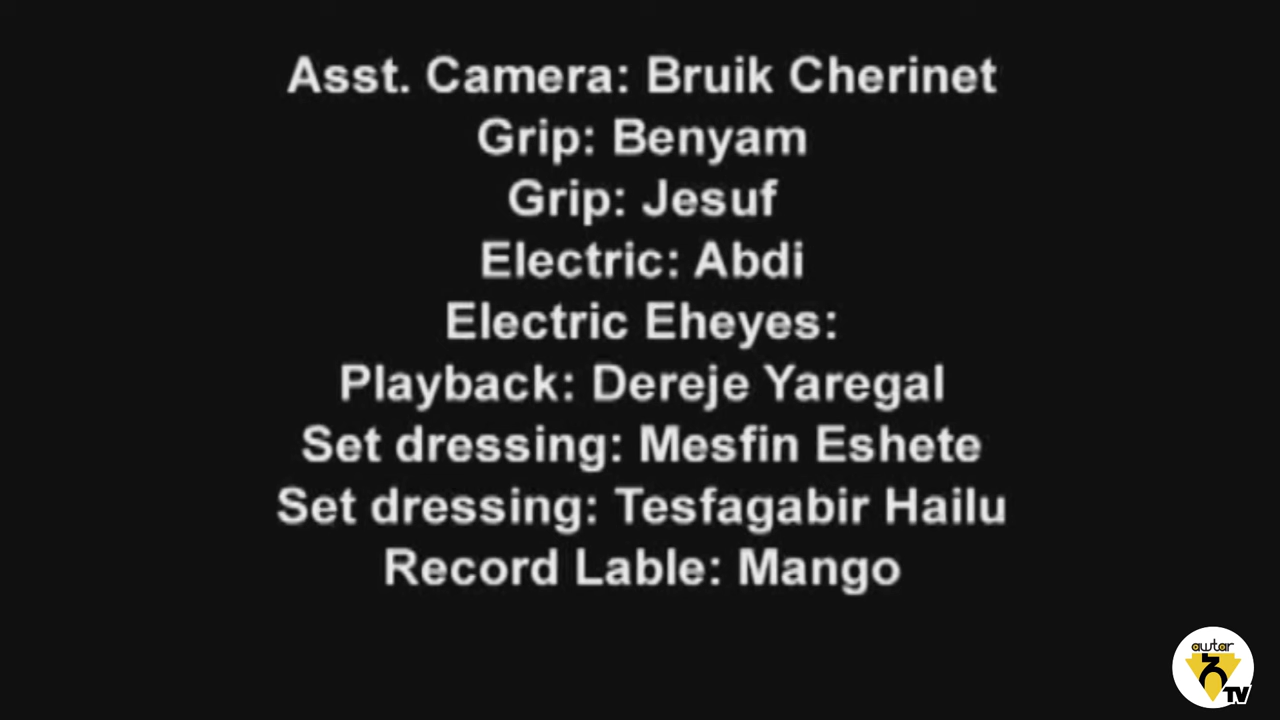 Asst. Camera: Bruik Cherinet
Grip: Benyam
Grip: Jesuf
Electric: Abdi
Electric Eheyes:
Playback: Dereje Yaregal
Set dressing: Mesfin Eshete
Set dressing: Tesfagabir Hailu
Record Lable: Mango
awtar
TV